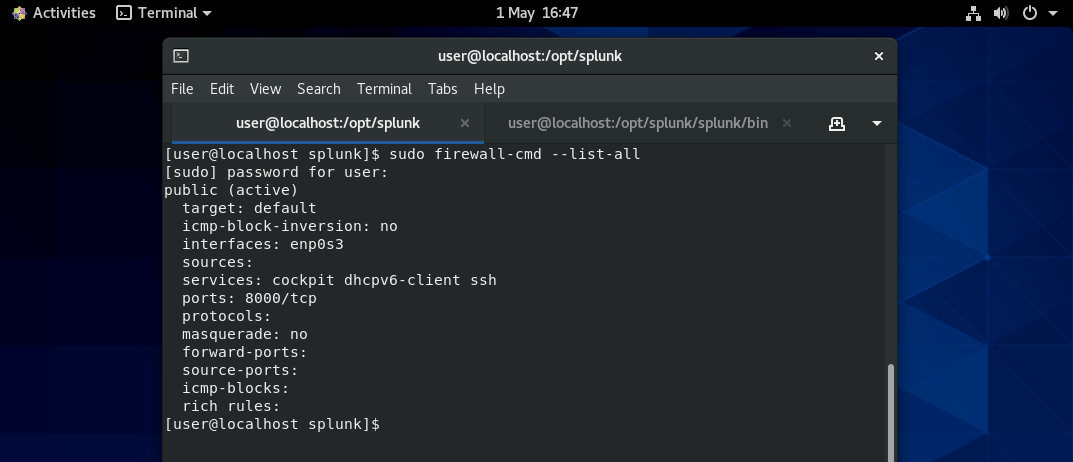 Activities Terminal 1 May 16:47
user@localhost:/opt/splunk
File Edit View Search Terminal Tabs Help
user@localhost:/opt/splunk user@localhost:/opt/splunk/splunk/bin
[user@localhost splunk]$ sudo firewall-cmd --list-all
[sudo] password for user:
public (active)
  target: default
  icmp-block-inversion: no
  interfaces: enp0s3
  sources:
  services: cockpit dhcpv6-client ssh
  ports: 8000/tcp
  protocols:
  masquerade: no
  forward-ports:
  source-ports:
  icmp-blocks:
  rich rules:
[user@localhost splunk]$